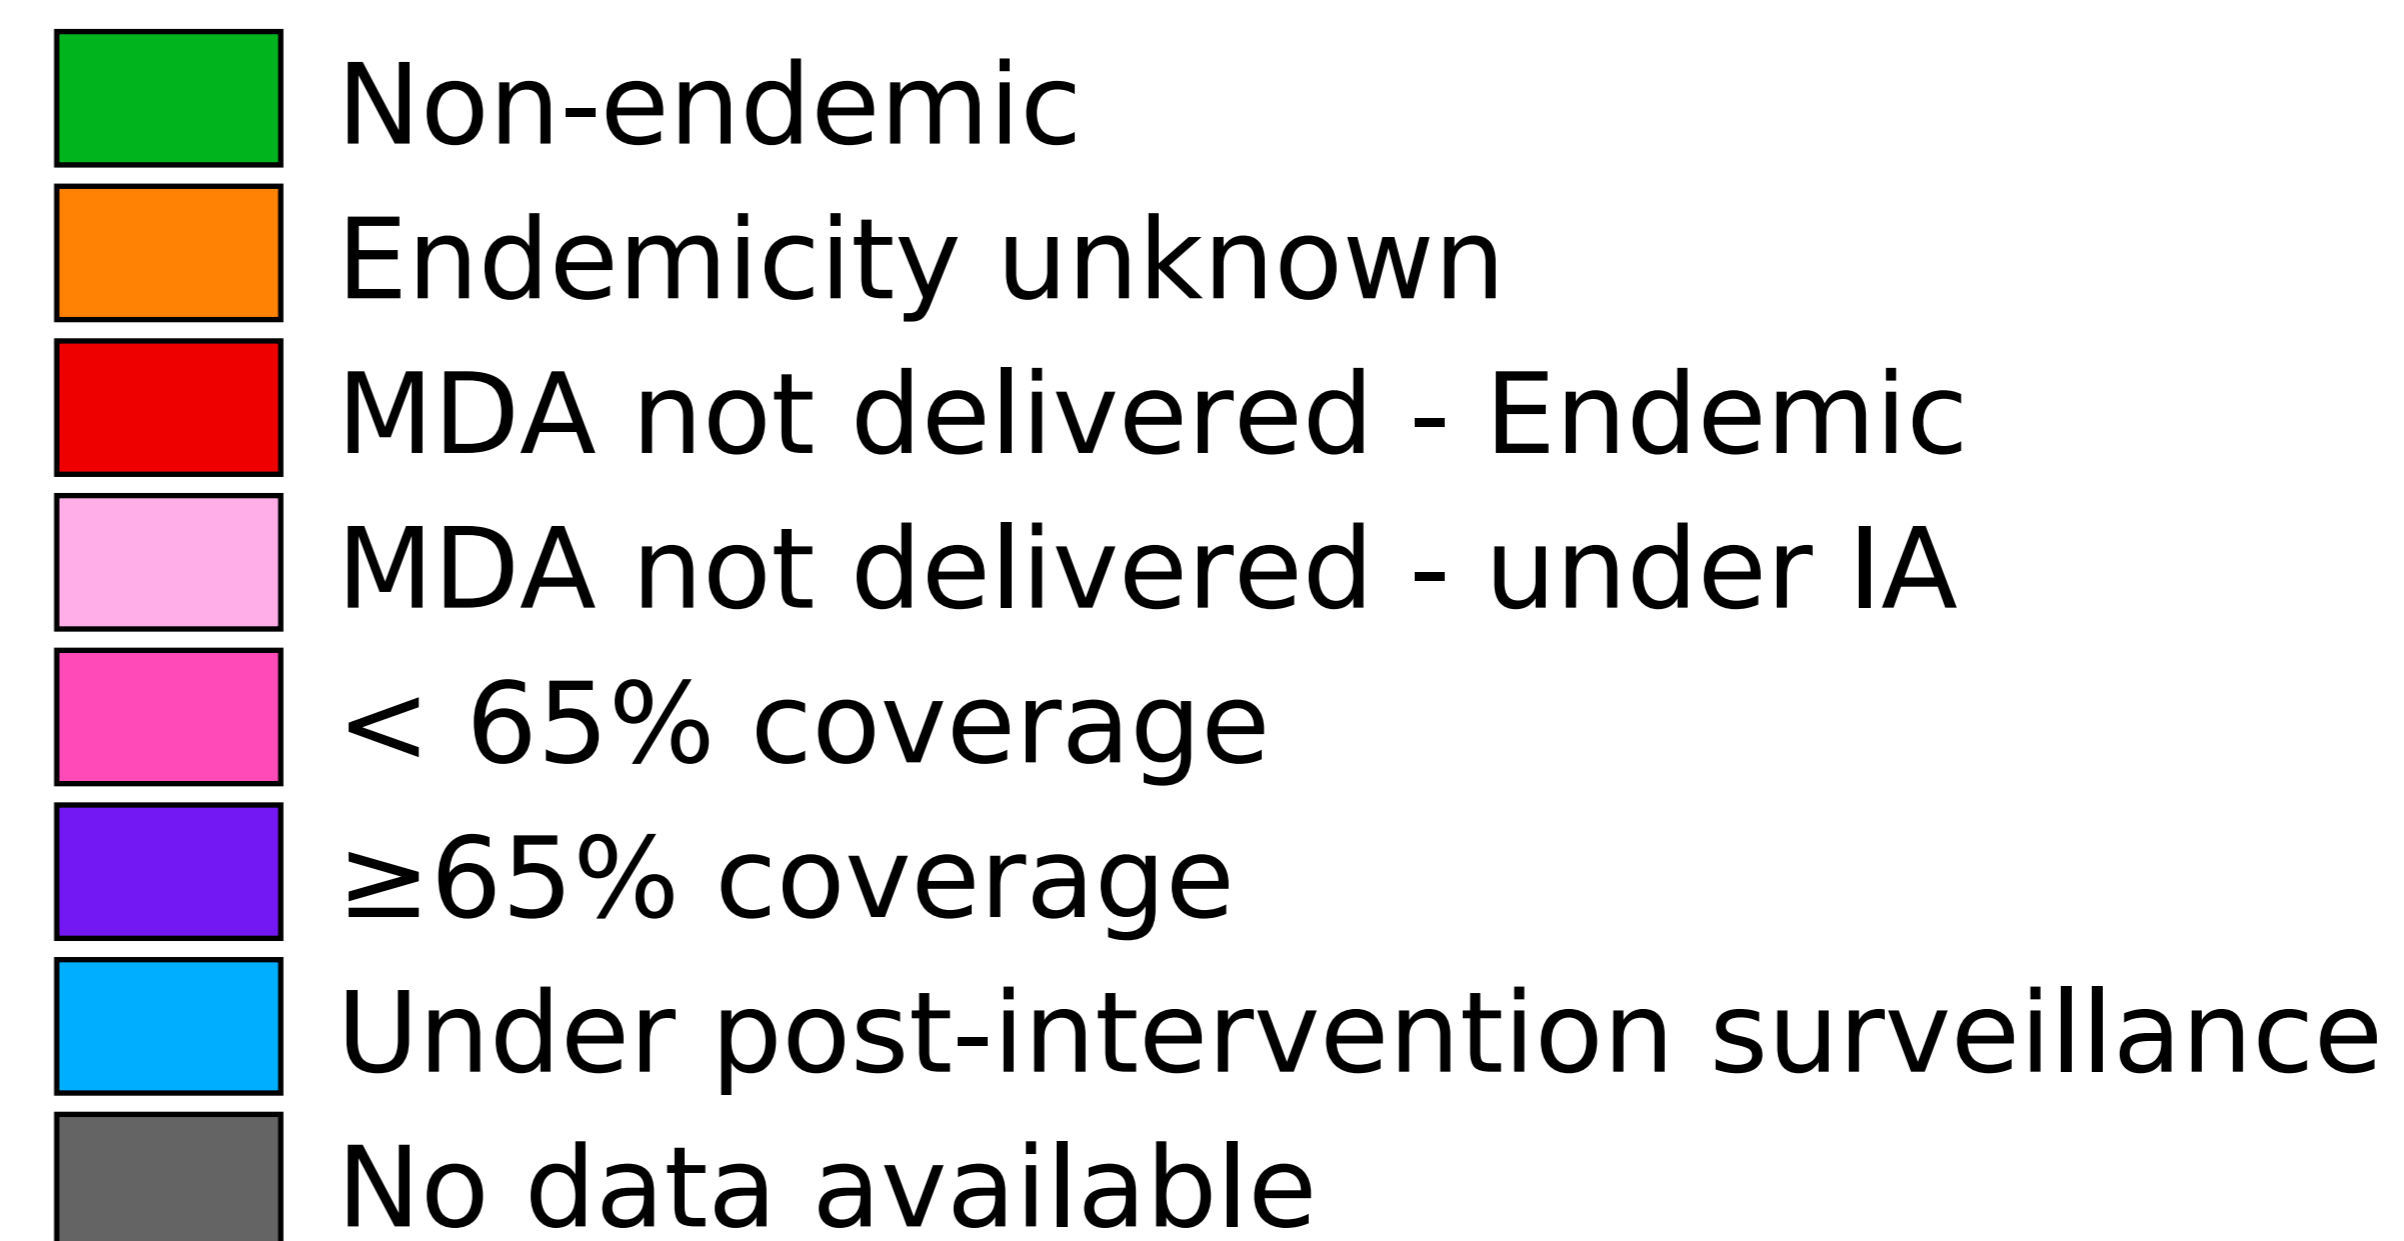 Non-endemic
Endemicity unknown
MDA not delivered - Endemic
MDA not delivered - under IA
< 65% coverage
≥65% coverage
Under post-intervention surveillance
No data available